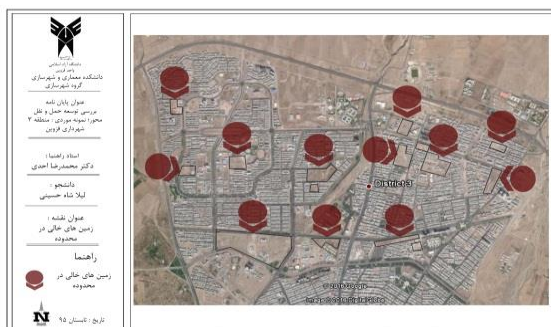 دانشگاه آزاد اسلامی
واحد قزوین
دانشکده معماری و شهرسازی
گروه شهرسازی
عنوان پایان نامه
بررسی توسعه حمل و نقل
محور؛ نمونه موردی : منطقه ۳
شهرداری قزوین
استاد راهنما :
دکتر محمدرضا احدی
دانشجو :
لیلا شاه حسینی
عنوان نقشه :
زمین های خالی در
محدوده
راهنما
زمین های خالی در
محدوده
N
تاریخ : تابستان ۹۵
District 3
© 2016 Google